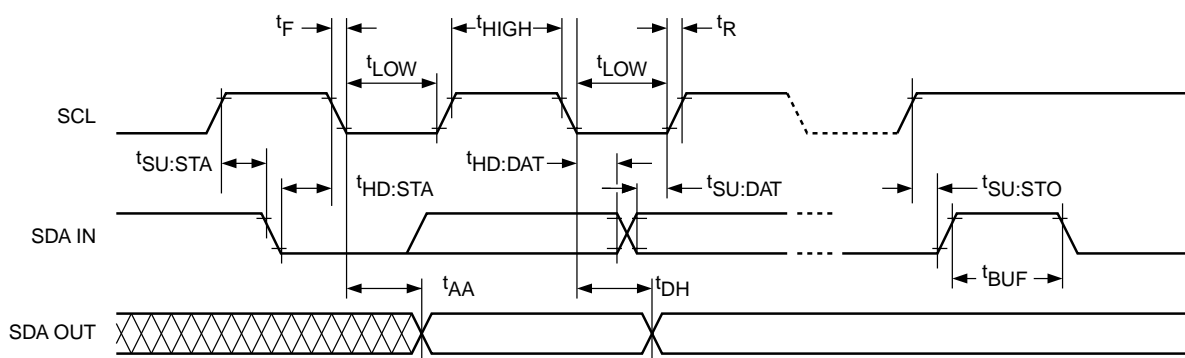 tF
tHIGH
tR
tLOW
tLOW
SCL
tSU:STA
tHD:STA
tHD:DAT
tSU:DAT
tSU:STO
SDA IN
tAA
tDH
tBUF
SDA OUT